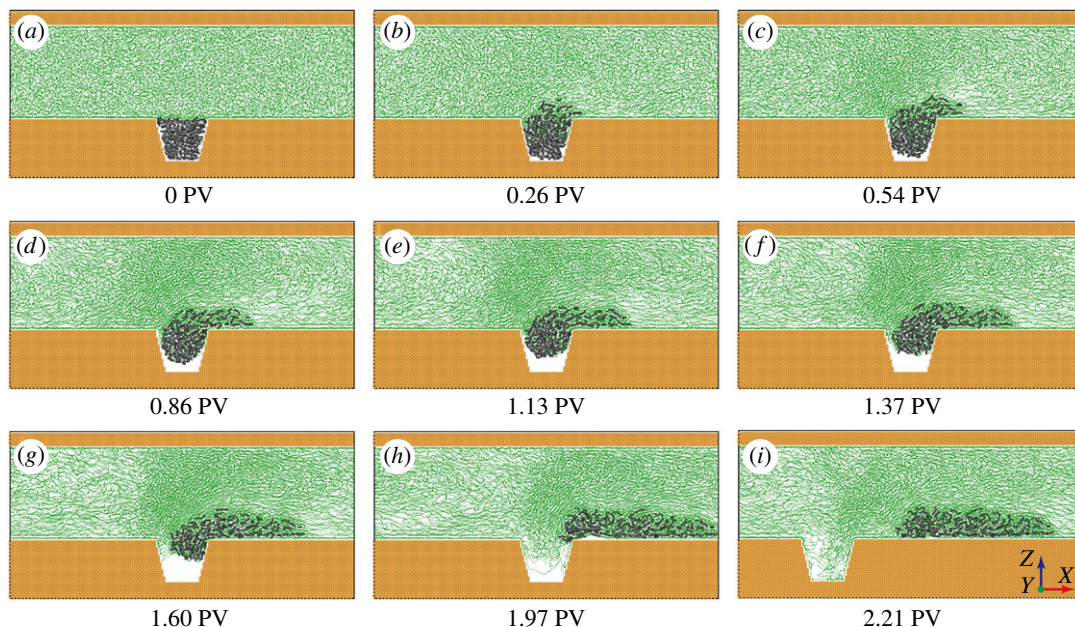 (a) (b) (c)
0 PV 0.26 PV 0.54 PV
(d) (e) (f)
0.86 PV 1.13 PV 1.37 PV
(g) (h) (i)
Z
Y X
1.60 PV 1.97 PV 2.21 PV